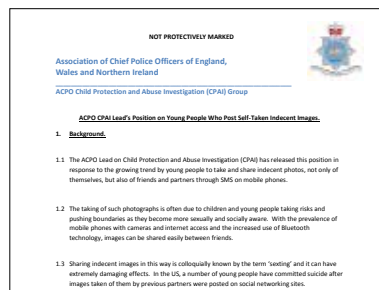 NOT PROTECTIVELY MARKED
Association of Chief Police Officers of England,
Wales and Northern Ireland
ACPO Child Protection and Abuse Investigation (CPAI) Group
ACPO CPAI Lead's Position on Young People Who Post Self-Taken Indecent Images.
1. Background.
1.1 The ACPO Lead on Child Protection and Abuse Investigation (CPAI) has released this position in
response to the growing trend by young people to take and share indecent photos, not only of
themselves, but also of friends and partners through SMS on mobile phones.
1.2 The taking of such photographs is often due to children and young people taking risks and
pushing boundaries as they become more sexually and socially aware. With the prevalence of
mobile phones with cameras and internet access and the increased use of Bluetooth
technology, images can be shared easily between friends.
1.3 Sharing indecent images in this way is colloquially known by the term 'sexting' and it can have
extremely damaging effects. In the US, a number of young people have committed suicide after
images taken of them by previous partners were posted on social networking sites.